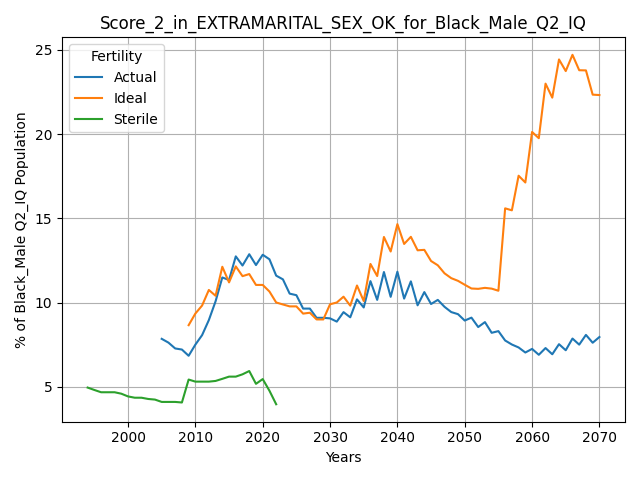 Score_2_in_EXTRAMARITAL_SEX_OK_for_Black_Male_Q2_IQ
Fertility
Actual
Ideal
Sterile
% of Black_Male Q2_IQ Population
25
20
15
10
5
2000 2010 2020 2030 2040 2050 2060 2070
Years